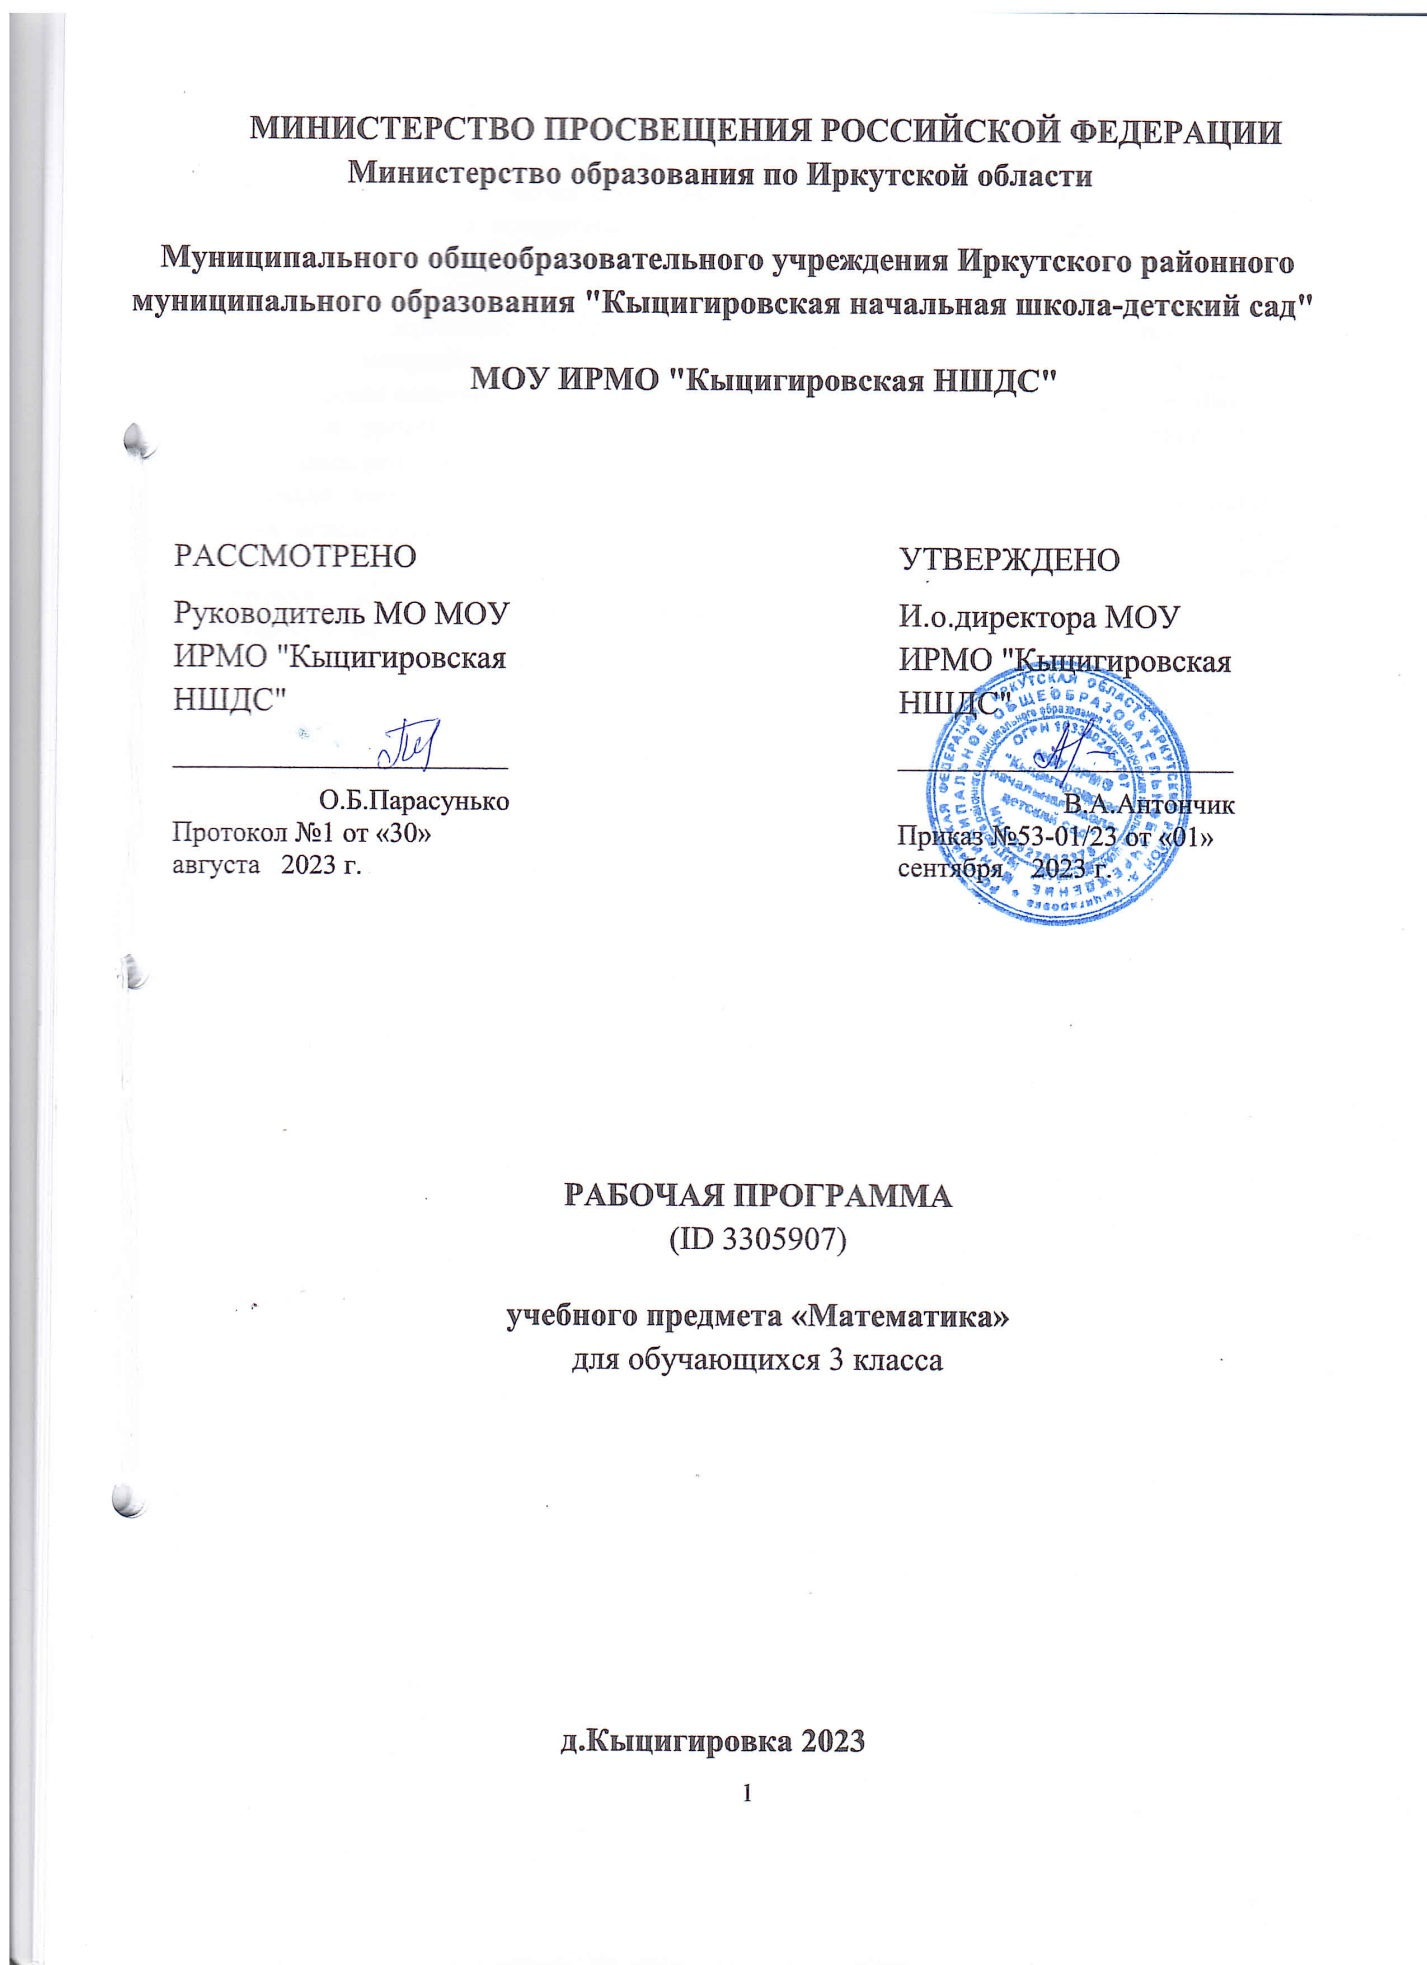 МИНИСТЕРСТВО ПРОСВЕЩЕНИЯ РОССИЙСКОЙ ФЕДЕРАЦИИ
Министерство образования по Иркутской области
Муниципального общеобразовательного учреждения Иркутского районного
муниципального образования "Кыцигировская начальная школа-детский сад"
МОУ ИРМО "Кыцигировская НШДС"
РАССМОТРЕНО
Руководитель МО МОУ
ИРМО "Кыцигировская
НШДС"
О.Б.Парасунько
Протокол №1 от «30»
августа 2023 г.
УТВЕРЖДЕНО
И.о.директора МОУ
ИРМО "Кыцигировская
НШДС"
В.А.Антончик
Приказ №53-01/23 от «01»
сентября 2023 г.
РАБОЧАЯ ПРОГРАММА
(ID 3305907)
учебного предмета «Математика»
для обучающихся 3 класса
д.Кыцигировка 2023
1